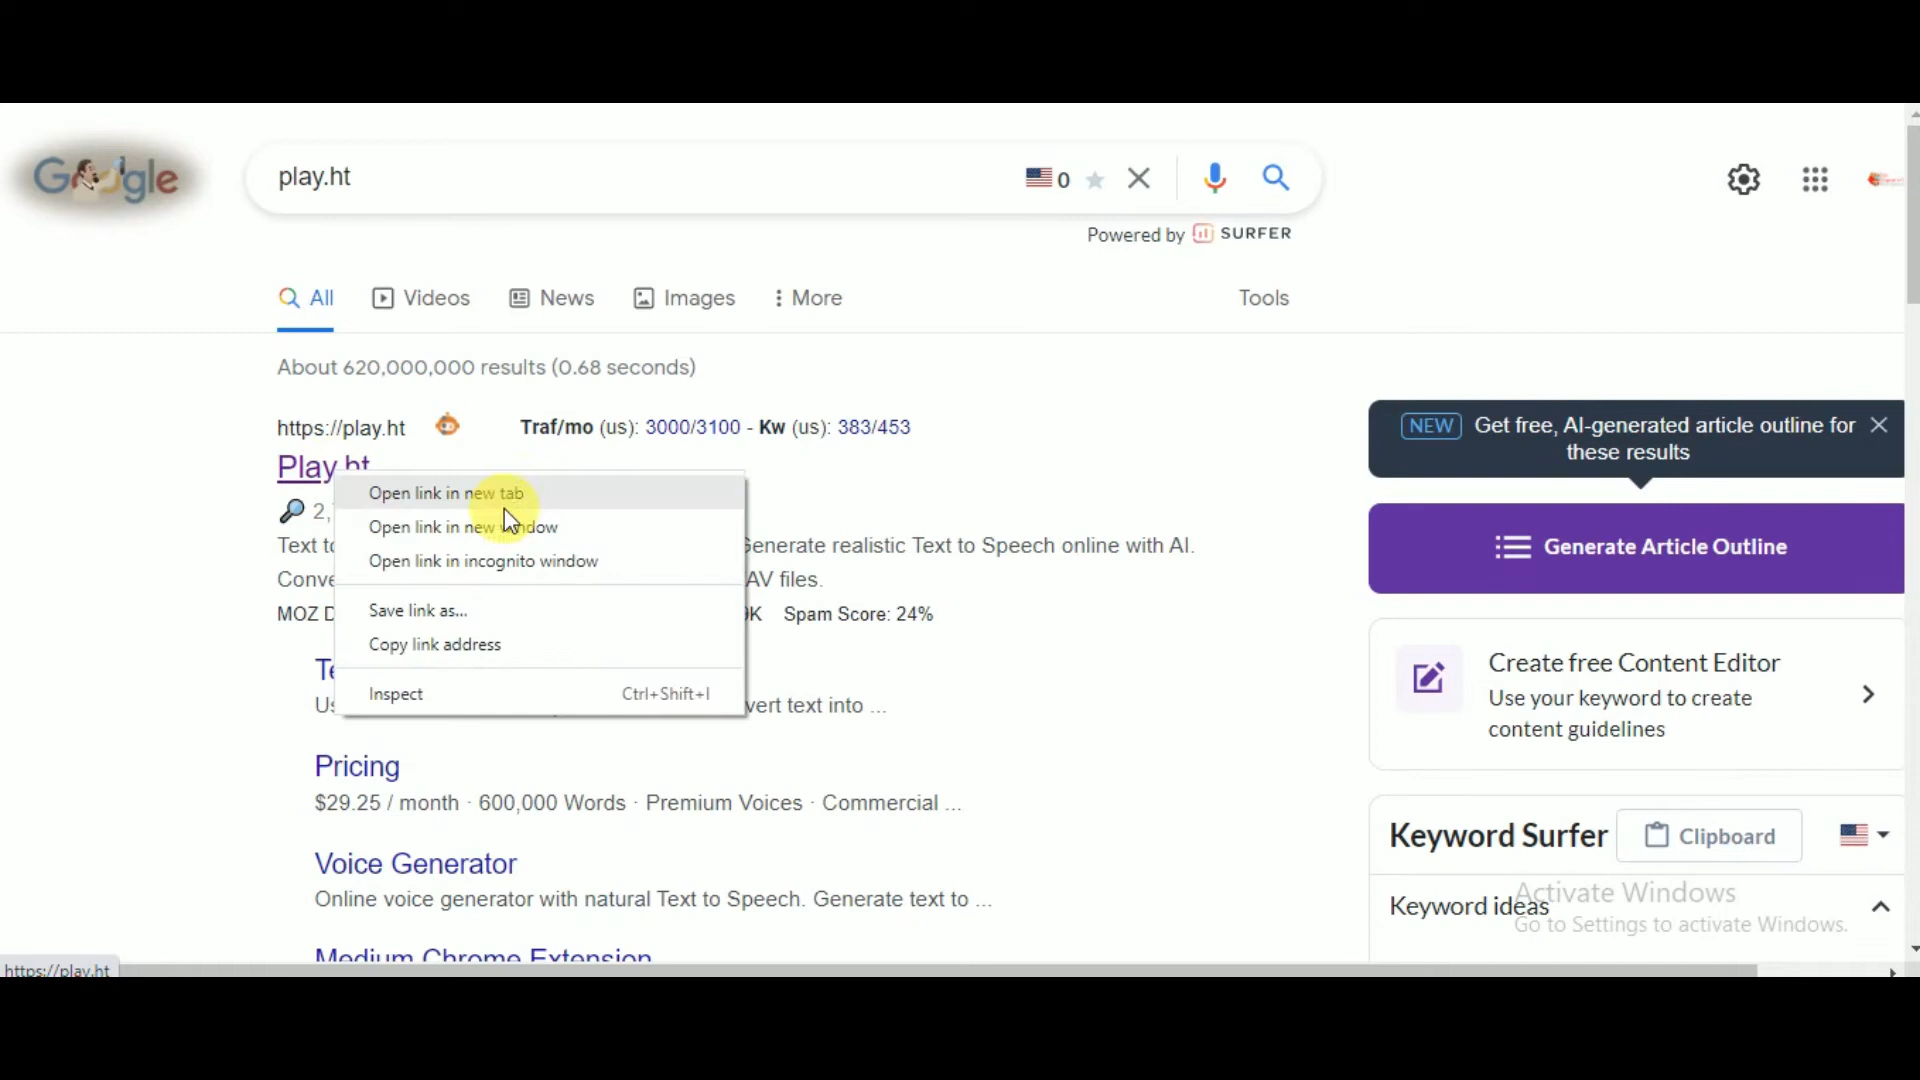 Google
play.ht
0
Powered by SURFER
All
Videos
News
Images
More
Tools
About 620,000,000 results (0.68 seconds)
https://play.ht
Traf/mo (us): 3000/3100 - Kw (us): 383/453
Play.ht
2,
Open link in new tab
Open link in new window
Open link in incognito window
Save link as...
Copy link address
Inspect Ctrl+Shift+I
Generate realistic Text to Speech online with AI.
AV files.
MOZ Spam Score: 24%
vert text into ...
Pricing
$29.25 / month · 600,000 Words · Premium Voices · Commercial ...
Voice Generator
Online voice generator with natural Text to Speech. Generate text to ...
Medium Chrome Extension
https://play.ht
NEW Get free, AI-generated article outline for
these results
Generate Article Outline
Create free Content Editor
Use your keyword to create
content guidelines
Keyword Surfer
Clipboard
Keyword ideas
Activate Windows
Go to Settings to activate Windows.